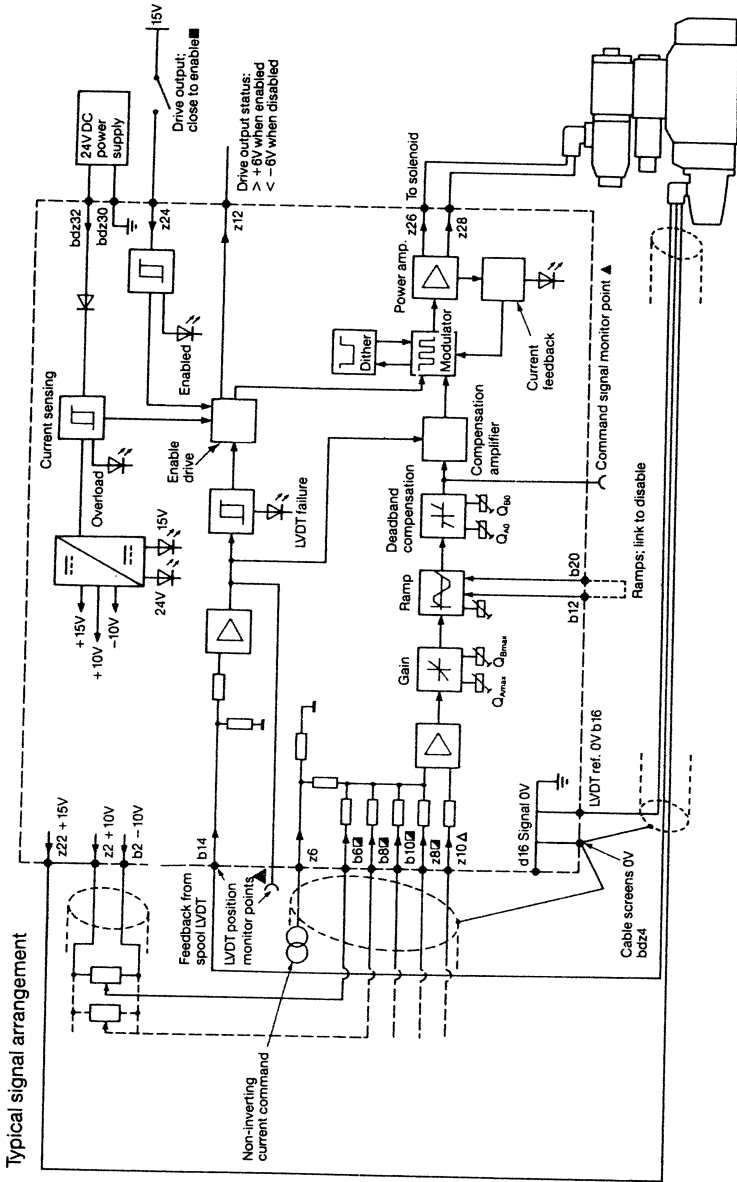 Typical signal arrangement
z22 +15V
z2 +10V
b2 −10V
b14
Feedback from
spool LVDT
LVDT position
monitor points▲
z6
Non-inverting
current command
b6◪
b8◪
b10◪
z8◪
z10△
d16 Signal 0V
LVDT ref. 0V b16
Cable screens 0V
bdz4
+15V
+10V
−10V
24V
15V
Overload
Current sensing
bdz32
bdz30
24V DC
power
supply
15V
Drive output;
close to enable■
z24
Enabled
Enable
drive
z12
Drive output status:
> +6V when enabled
< −6V when disabled
LVDT failure
Gain
QAmax
QBmax
Ramp
b12
b20
Ramps; link to disable
Deadband
compensation
QA0
QB0
Compensation
amplifier
Command signal monitor point ▲
Dither
Modulator
Power amp.
Current
feedback
z26
z28
To solenoid